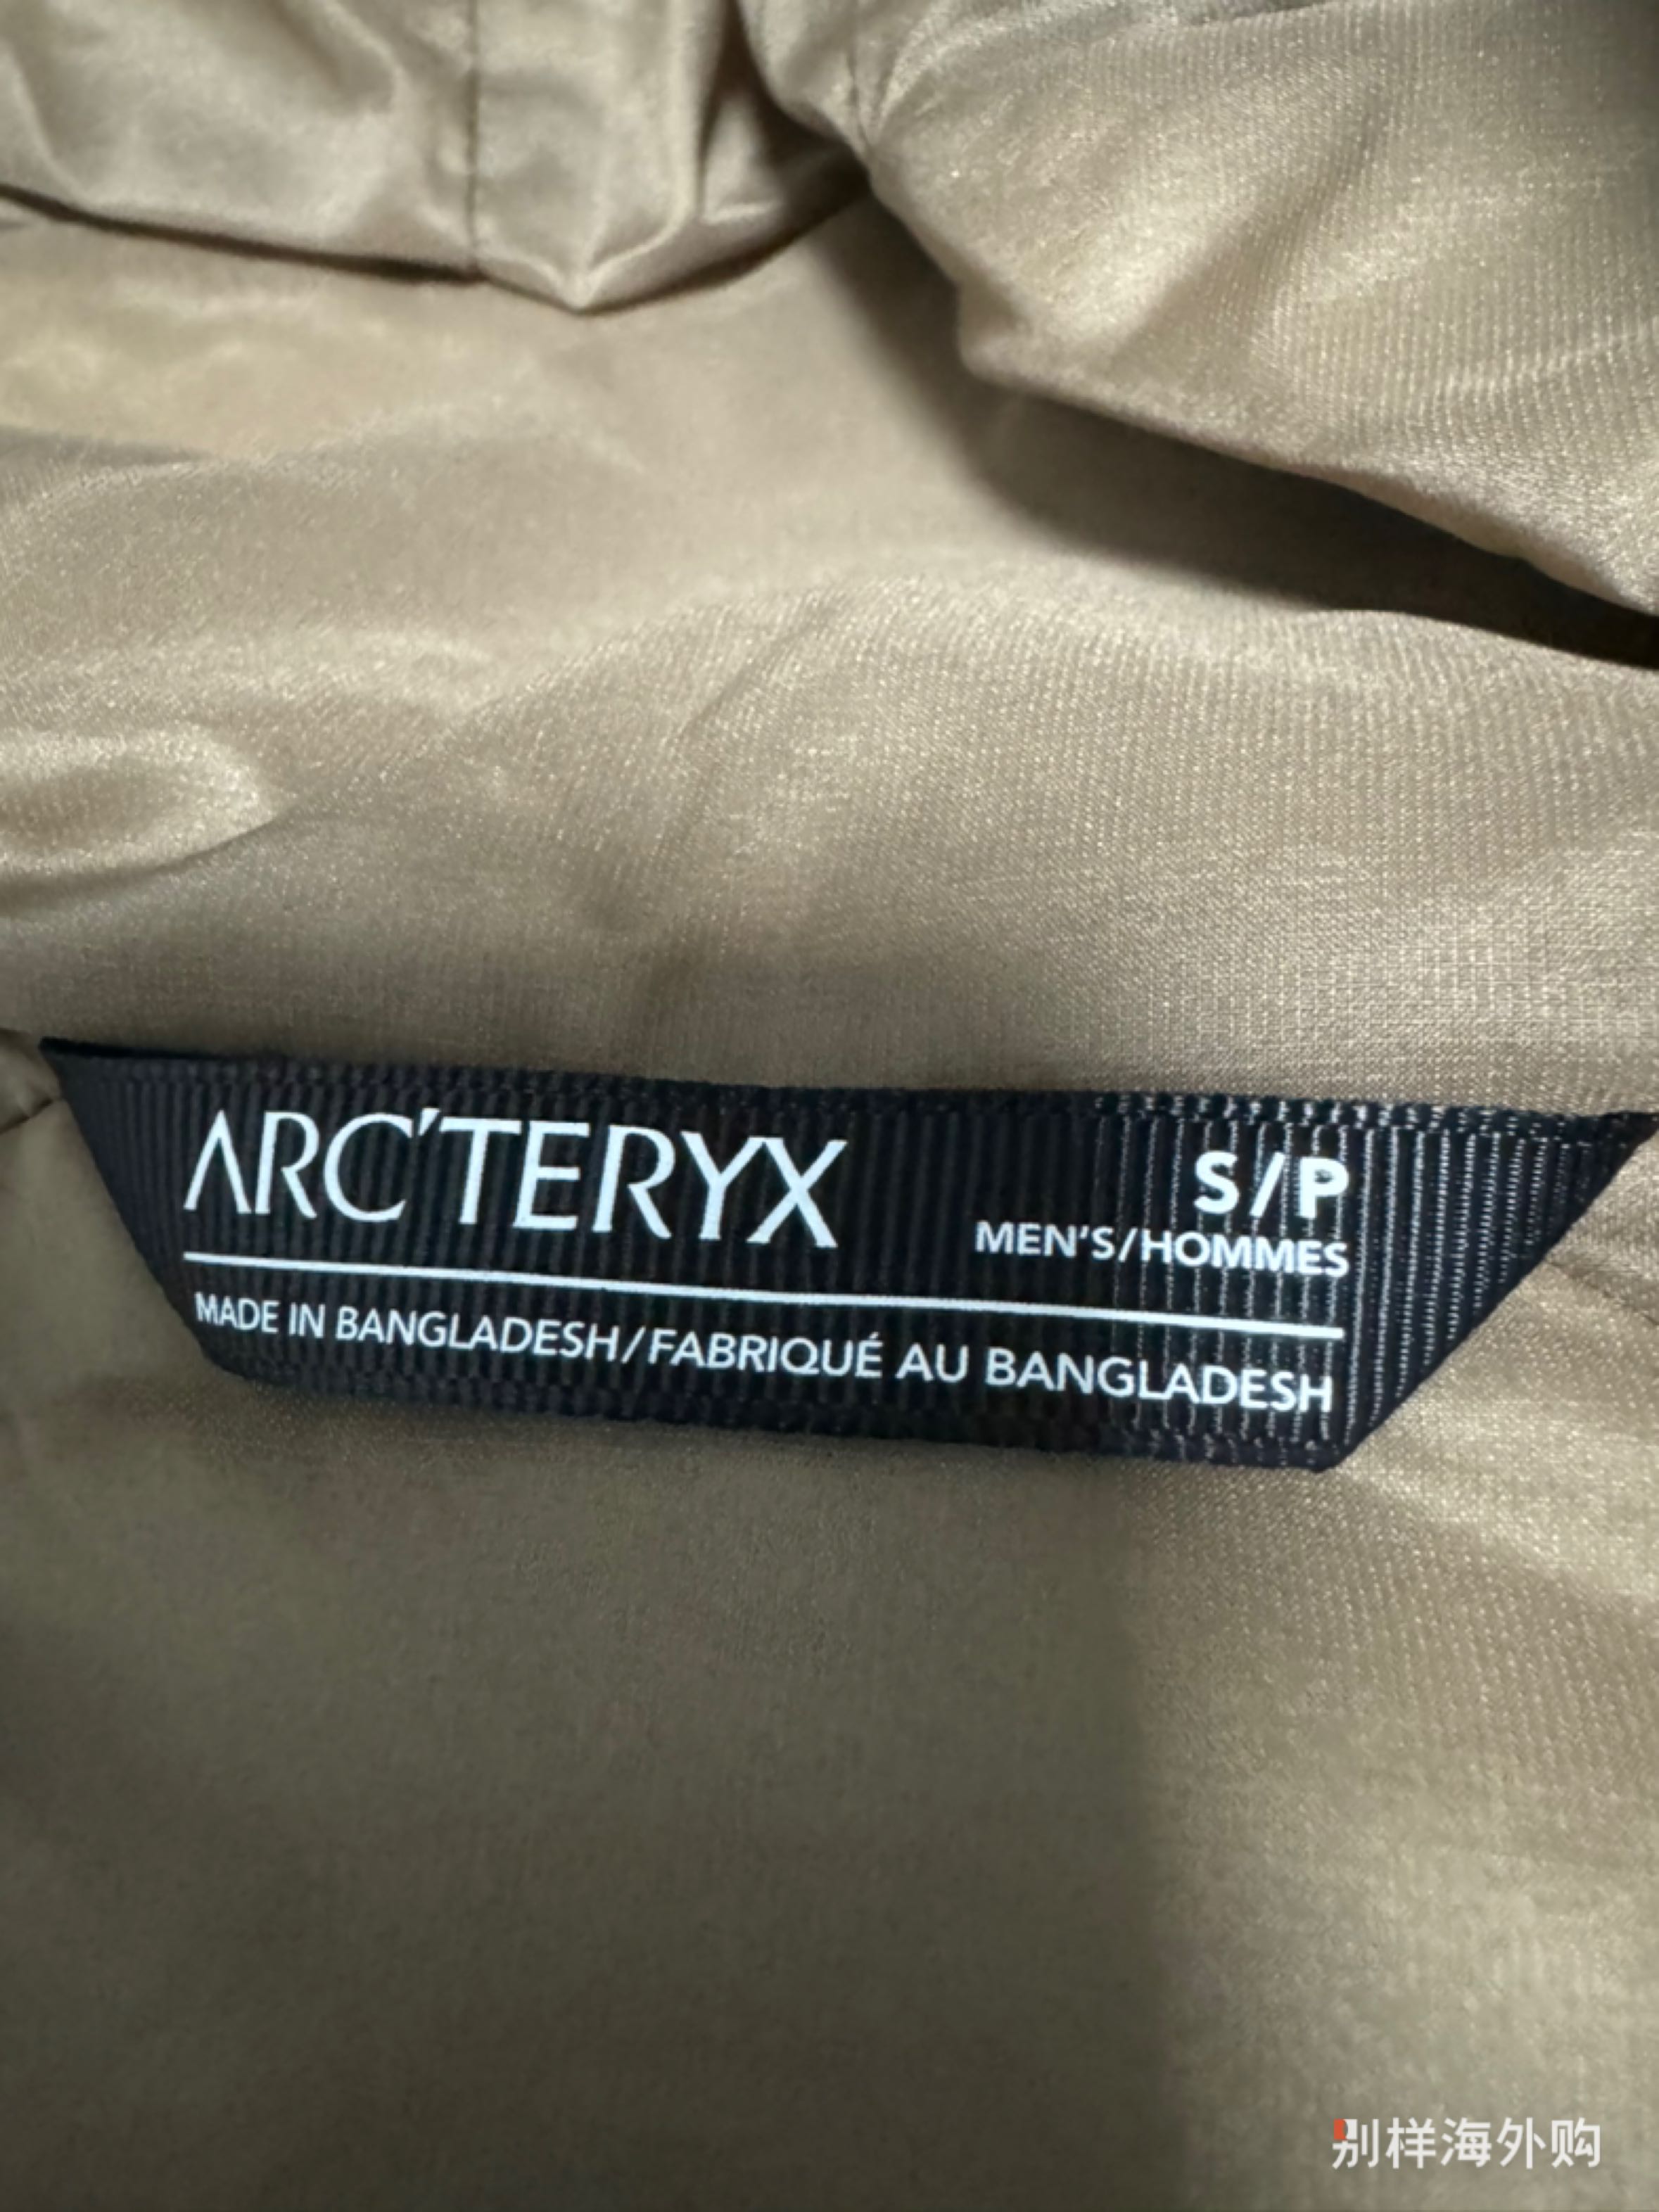 ARC'TERYX
S/P
MEN'S/HOMMES
MADE IN BANGLADESH/FABRIQUÉ AU BANGLADESH
别样海外购